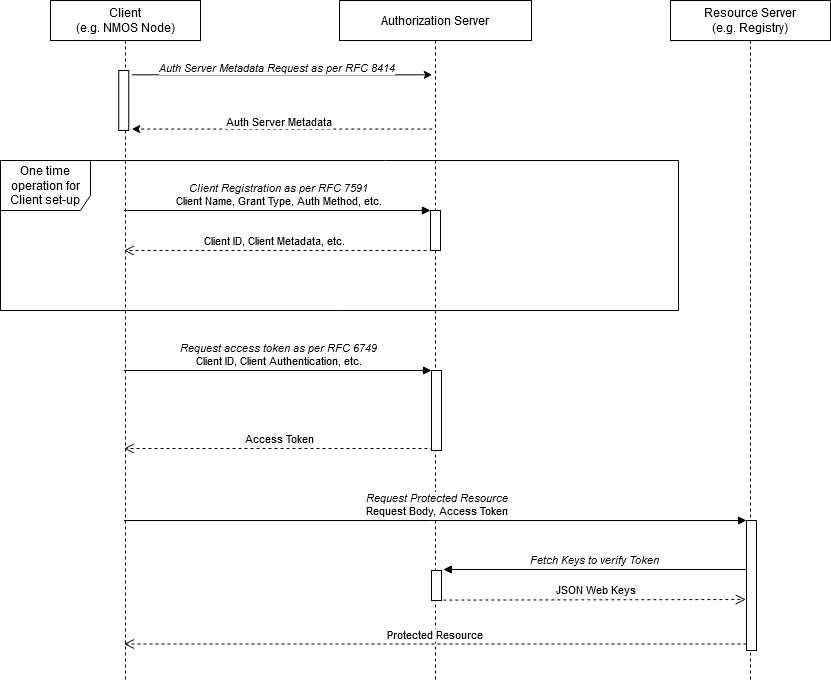 Client
(e.g. NMOS Node)
Authorization Server
Resource Server
(e.g. Registry)
Auth Server Metadata Request as per RFC 8414
Auth Server Metadata
One time
operation for
Client set-up
Client Registration as per RFC 7591
Client Name, Grant Type, Auth Method, etc.
Client ID, Client Metadata, etc.
Request access token as per RFC 6749
Client ID, Client Authentication, etc.
Access Token
Request Protected Resource
Request Body, Access Token
Fetch Keys to verify Token
JSON Web Keys
Protected Resource